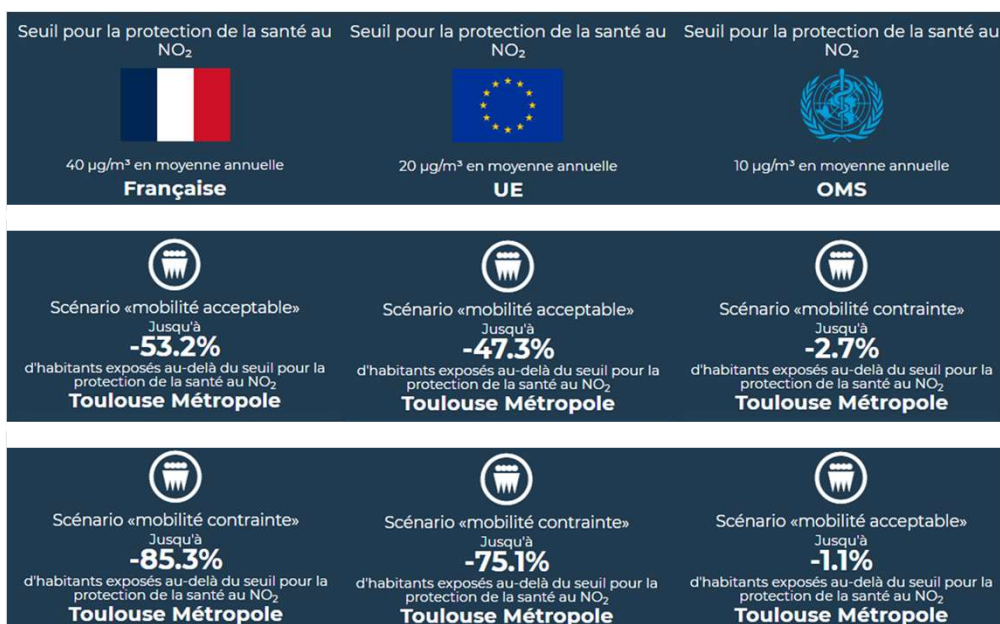 Seuil pour la protection de la santé au
NO₂
40 µg/m³ en moyenne annuelle
Française
Seuil pour la protection de la santé au
NO₂
20 µg/m³ en moyenne annuelle
UE
Seuil pour la protection de la santé au
NO₂
10 µg/m³ en moyenne annuelle
OMS
Scénario «mobilité acceptable»
Jusqu'à
-53.2%
d'habitants exposés au-delà du seuil pour la
protection de la santé au NO₂
Toulouse Métropole
Scénario «mobilité acceptable»
Jusqu'à
-47.3%
d'habitants exposés au-delà du seuil pour la
protection de la santé au NO₂
Toulouse Métropole
Scénario «mobilité contrainte»
Jusqu'à
-2.7%
d'habitants exposés au-delà du seuil pour la
protection de la santé au NO₂
Toulouse Métropole
Scénario «mobilité contrainte»
Jusqu'à
-85.3%
d'habitants exposés au-delà du seuil pour la
protection de la santé au NO₂
Toulouse Métropole
Scénario «mobilité contrainte»
Jusqu'à
-75.1%
d'habitants exposés au-delà du seuil pour la
protection de la santé au NO₂
Toulouse Métropole
Scénario «mobilité acceptable»
Jusqu'à
-1.1%
d'habitants exposés au-delà du seuil pour la
protection de la santé au NO₂
Toulouse Métropole